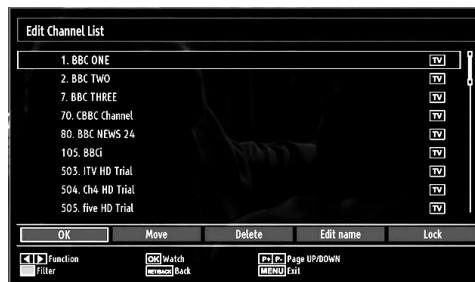 Edit Channel List
1. BBC ONE TV
2. BBC TWO TV
7. BBC THREE TV
70. CBBC Channel TV
80. BBC NEWS 24 TV
105. BBCi TV
503. ITV HD Trial TV
504. Ch4 HD Trial TV
505. five HD Trial TV
OK Move Delete Edit name Lock
Function OK Watch P+ P- Page UP/DOWN
Filter RET/BACK Back MENU Exit